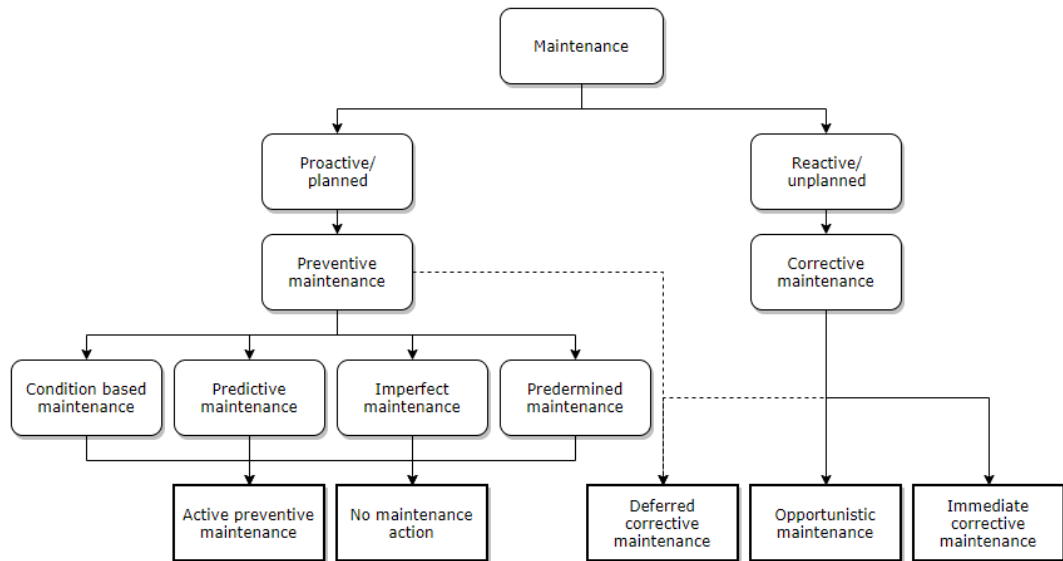 Maintenance
Proactive/
planned
Reactive/
unplanned
Preventive
maintenance
Corrective
maintenance
Condition based
maintenance
Predictive
maintenance
Imperfect
maintenance
Predermined
maintenance
Active preventive
maintenance
No maintenance
action
Deferred
corrective
maintenance
Opportunistic
maintenance
Immediate
corrective
maintenance